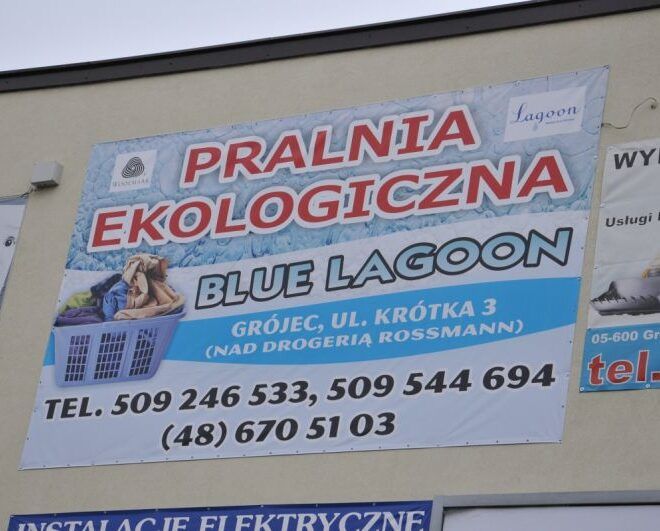 Lagoon
WOOLMARK
PRALNIA
EKOLOGICZNA
BLUE LAGOON
GRÓJEC, UL. KRÓTKA 3
(NAD DROGERIĄ ROSSMANN)
TEL. 509 246 533, 509 544 694
(48) 670 51 03
WY
Usługi
05-600 Gr
tel.
INSTALACJE ELEKTRYCZNE